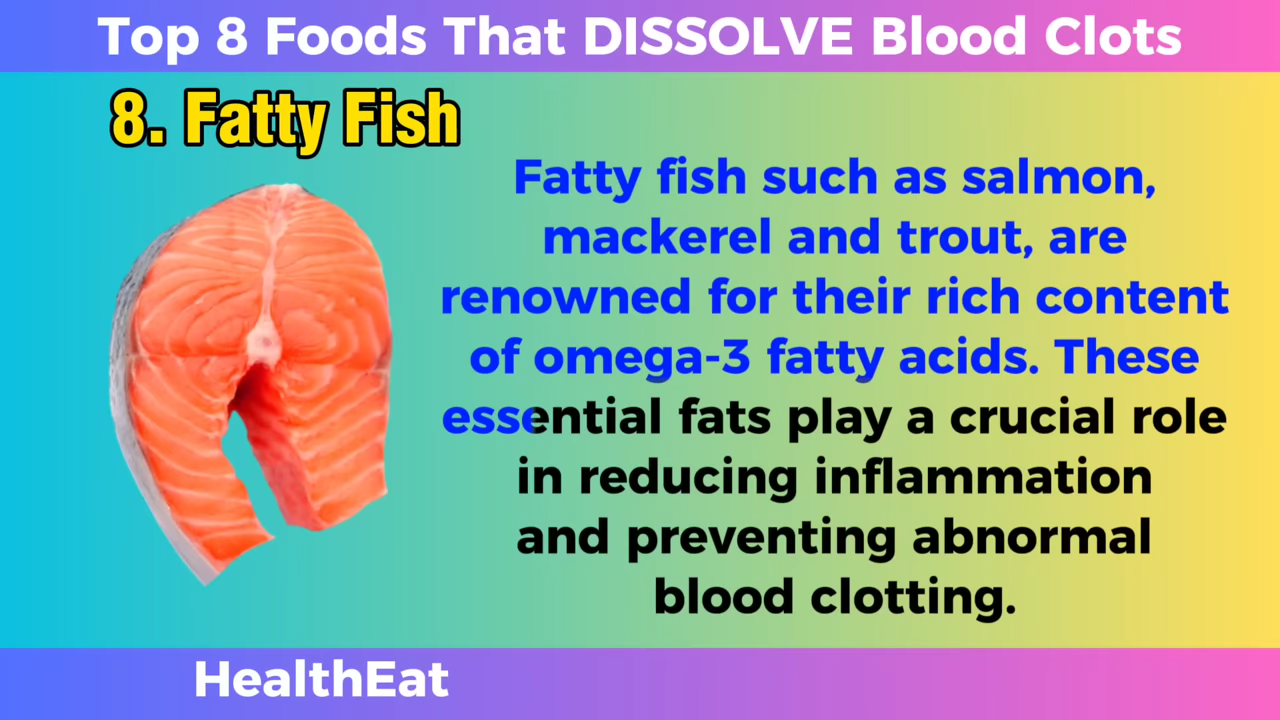 Top 8 Foods That DISSOLVE Blood Clots
8. Fatty Fish
Fatty fish such as salmon,
mackerel and trout, are
renowned for their rich content
of omega-3 fatty acids. These
essential fats play a crucial role
in reducing inflammation
and preventing abnormal
blood clotting.
HealthEat